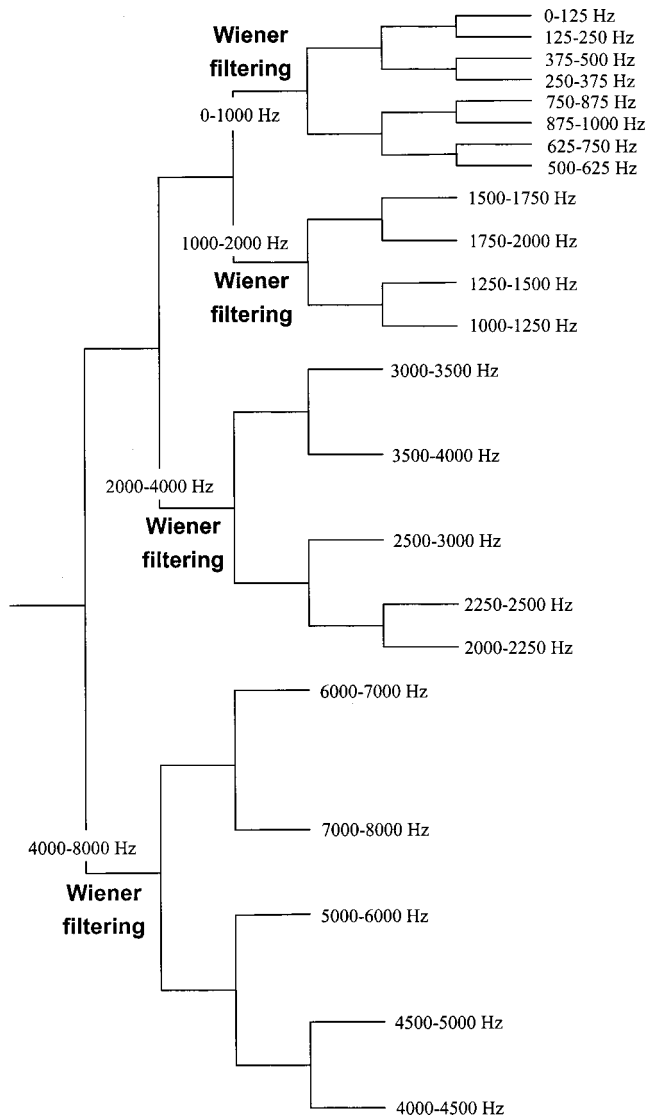 Wiener
filtering
0-1000 Hz
0-125 Hz
125-250 Hz
375-500 Hz
250-375 Hz
750-875 Hz
875-1000 Hz
625-750 Hz
500-625 Hz
1000-2000 Hz
Wiener
filtering
1500-1750 Hz
1750-2000 Hz
1250-1500 Hz
1000-1250 Hz
3000-3500 Hz
3500-4000 Hz
2000-4000 Hz
Wiener
filtering
2500-3000 Hz
2250-2500 Hz
2000-2250 Hz
6000-7000 Hz
7000-8000 Hz
4000-8000 Hz
Wiener
filtering
5000-6000 Hz
4500-5000 Hz
4000-4500 Hz